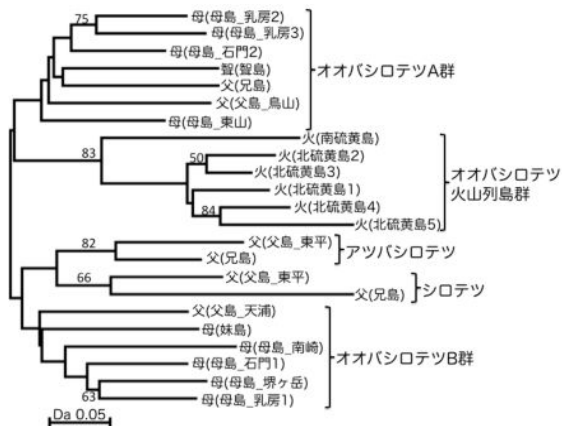 75
母(母島_乳房2)
母(母島_乳房3)
母(母島_石門2)
聟(聟島)
父(兄島)
父(父島_鳥山)
母(母島_東山)
オオバシロテツA群
83
火(南硫黄島)
50
火(北硫黄島2)
火(北硫黄島3)
火(北硫黄島1)
84
火(北硫黄島4)
火(北硫黄島5)
オオバシロテツ
火山列島群
82
父(父島_東平)
父(兄島)
アツバシロテツ
66
父(父島_東平)
父(兄島)
シロテツ
父(父島_天浦)
母(妹島)
母(母島_南崎)
母(母島_石門1)
母(母島_堺ヶ岳)
63
母(母島_乳房1)
オオバシロテツB群
Da 0.05